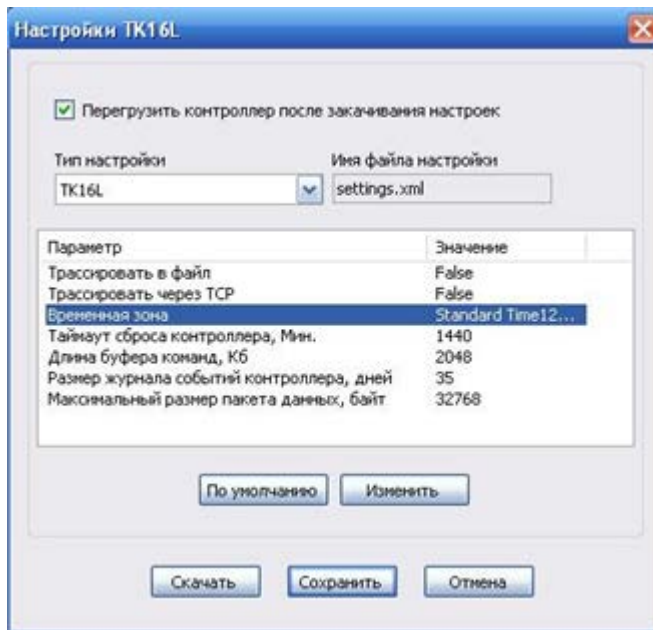 Настройки TK16L
Перегрузить контроллер после закачивания настроек
Тип настройки Имя файла настройки
TK16L settings.xml
Параметр Значение
Трассировать в файл False
Трассировать через TCP False
Временная зона Standard Time12...
Таймаут сброса контроллера, Мин. 1440
Длина буфера команд, Кб 2048
Размер журнала событий контроллера, дней 35
Максимальный размер пакета данных, байт 32768
По умолчанию Изменить
Скачать Сохранить Отмена